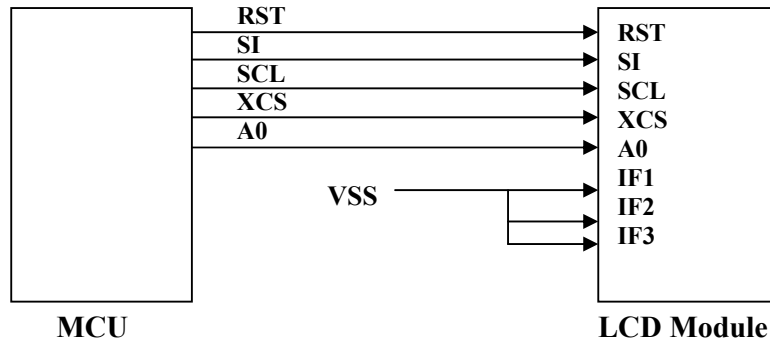 RST
SI
SCL
XCS
A0
VSS
RST
SI
SCL
XCS
A0
IF1
IF2
IF3
MCU
LCD Module